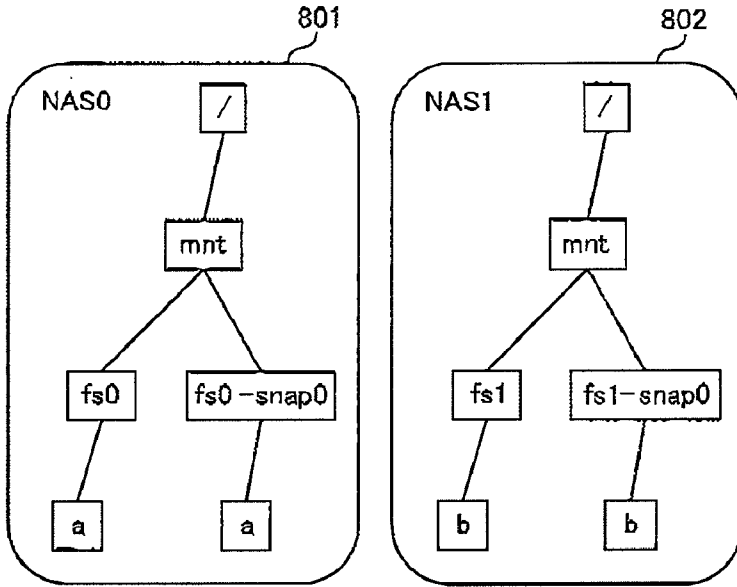 801
802
NAS0 /
NAS1 /
mnt
mnt
fs0 fs0-snap0
fs1 fs1-snap0
a a
b b